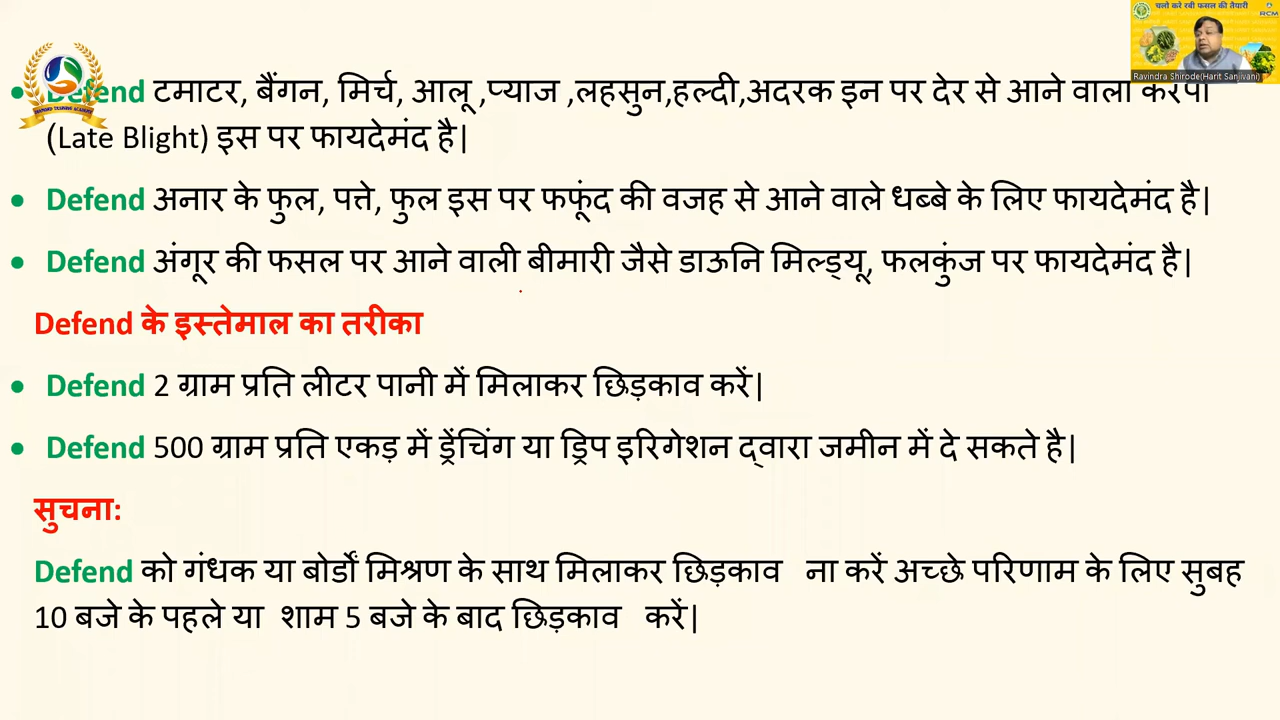 चलो करे रबी फसल की तैयारी
RCM
Ravindra Shirode(Harit Sanjivani)
Defend टमाटर, बैंगन, मिर्च, आलू ,प्याज ,लहसुन,हल्दी,अदरक इन पर देर से आने वाला करपा
(Late Blight) इस पर फायदेमंद है|
Defend अनार के फुल, पत्ते, फुल इस पर फफूंद की वजह से आने वाले धब्बे के लिए फायदेमंद है|
Defend अंगूर की फसल पर आने वाली बीमारी जैसे डाऊनि मिल्ड्यू, फलकुंज पर फायदेमंद है|
Defend के इस्तेमाल का तरीका
Defend 2 ग्राम प्रति लीटर पानी में मिलाकर छिड़काव करें|
Defend 500 ग्राम प्रति एकड़ में ड्रेंचिंग या ड्रिप इरिगेशन द्वारा जमीन में दे सकते है|
सुचना:
Defend को गंधक या बोर्डों मिश्रण के साथ मिलाकर छिड़काव ना करें अच्छे परिणाम के लिए सुबह
10 बजे के पहले या शाम 5 बजे के बाद छिड़काव करें|